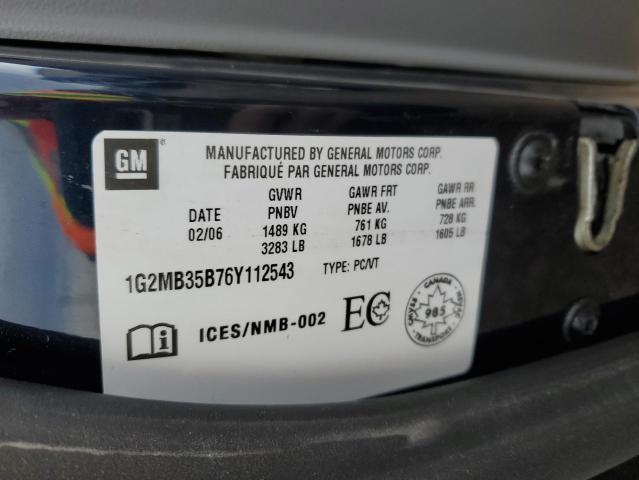 GM
MANUFACTURED BY GENERAL MOTORS CORP.
FABRIQUÉ PAR GENERAL MOTORS CORP.
GVWR GAWR FRT GAWR RR
DATE PNBV PNBE AV. PNBE ARR.
02/06 1489 KG 761 KG 728 KG
3283 LB 1678 LB 1605 LB
1G2MB35B76Y112543 TYPE: PC/VT
i ICES/NMB-002 EC
CANADA
985
TRANSPORT
CMVSS NSVAC